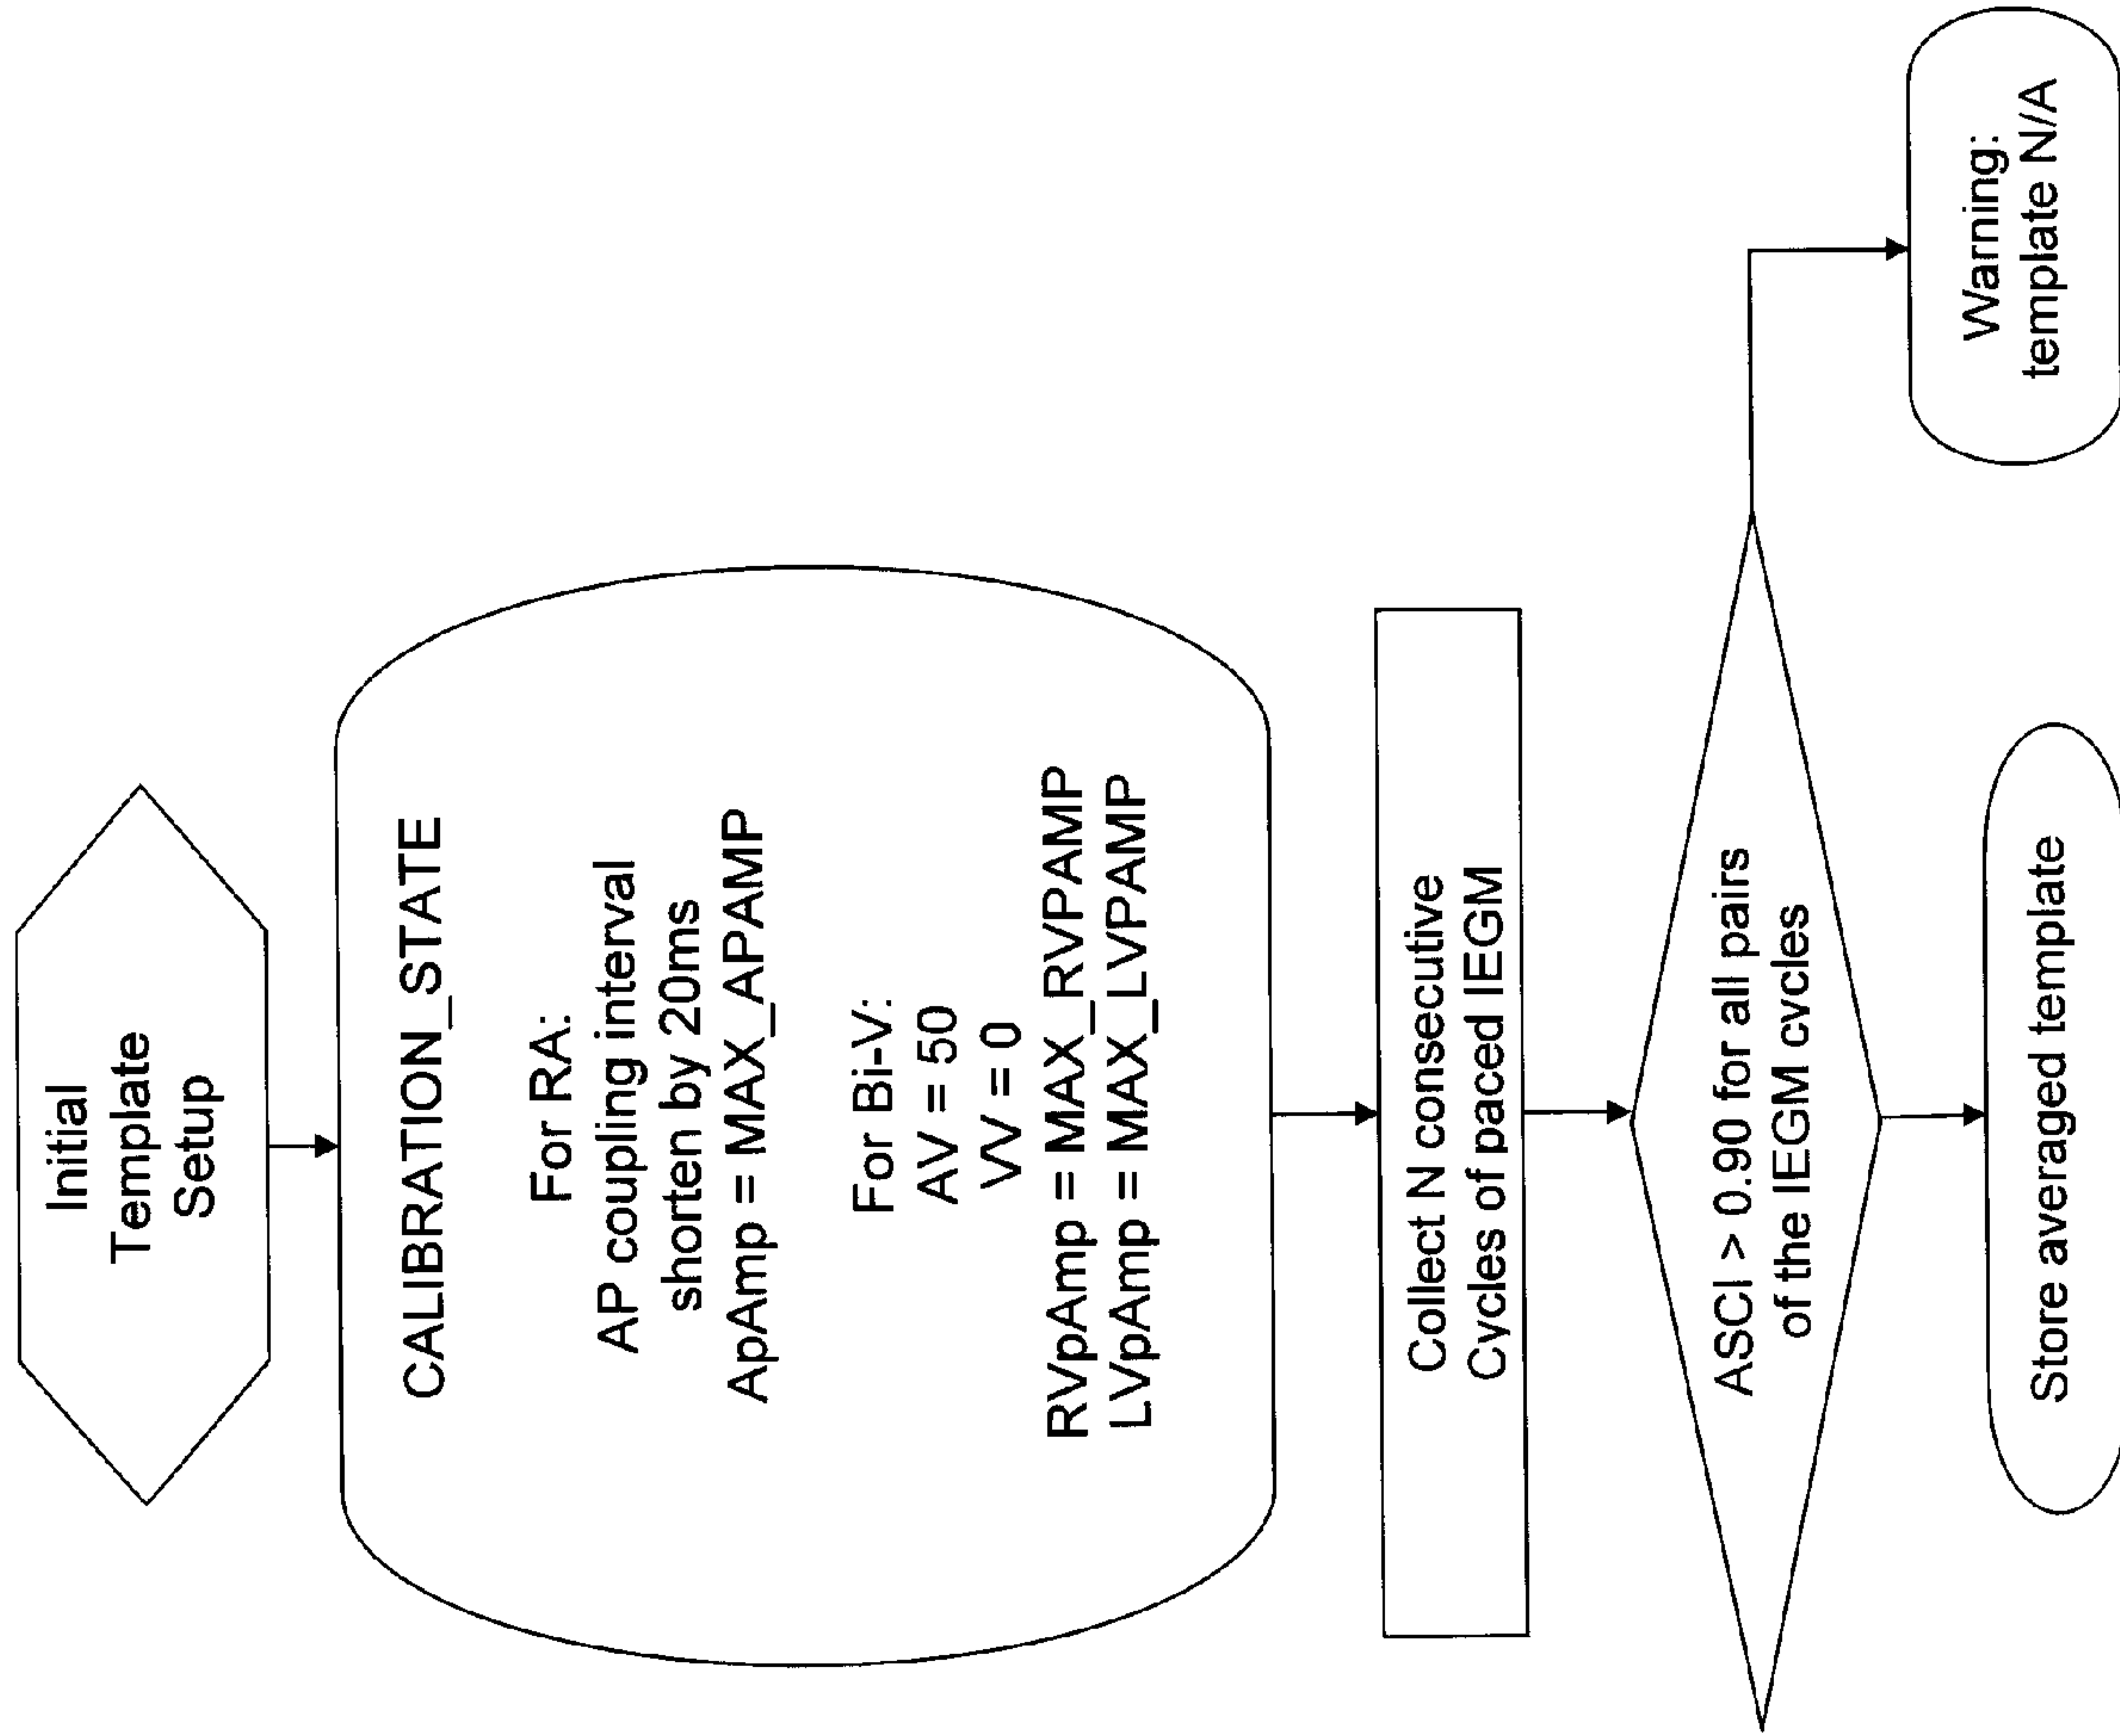 Initial
Template
Setup
CALIBRATION_STATE
For RA:
AP coupling interval
shorten by 20ms
ApAmp = MAX_APAMP
For Bi-V:
AV = 50
VV = 0
RVpAmp = MAX_RVPAMP
LVpAmp = MAX_LVPAMP
Collect N consecutive
Cycles of paced IEGM
ASCI > 0.90 for all pairs
of the IEGM cycles
Store averaged template
Warning:
template N/A